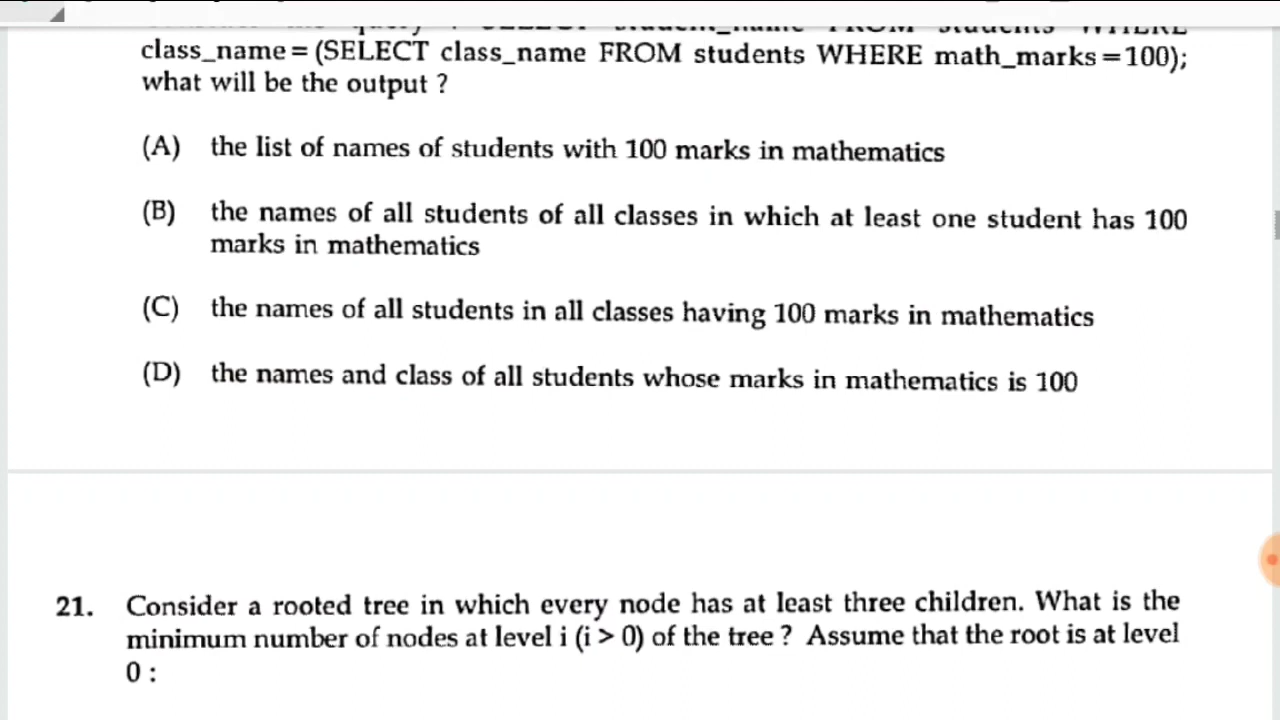 class_name = (SELECT class_name FROM students WHERE math_marks = 100);
what will be the output ?
(A) the list of names of students with 100 marks in mathematics
(B) the names of all students of all classes in which at least one student has 100
marks in mathematics
(C) the names of all students in all classes having 100 marks in mathematics
(D) the names and class of all students whose marks in mathematics is 100
21. Consider a rooted tree in which every node has at least three children. What is the
minimum number of nodes at level i (i > 0) of the tree ? Assume that the root is at level
0 :